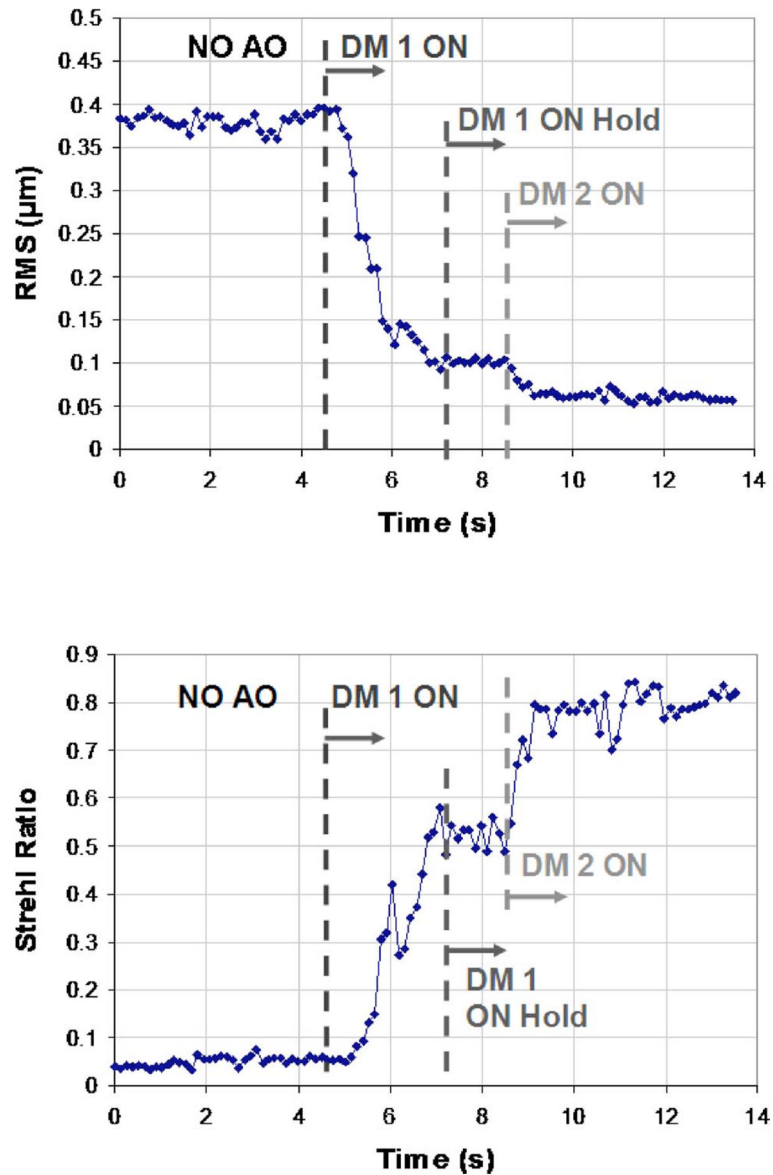 0.5
NO AO DM 1 ON
0.45
0.4
DM 1 ON Hold
0.35
0.3
DM 2 ON
0.25
0.2
0.15
0.1
0.05
0
RMS (µm)
0 2 4 6 8 10 12 14
Time (s)
0.9
NO AO DM 1 ON
0.8
0.7
0.6
0.5
DM 2 ON
0.4
0.3
DM 1
ON Hold
0.2
0.1
0
Strehl Ratio
0 2 4 6 8 10 12 14
Time (s)